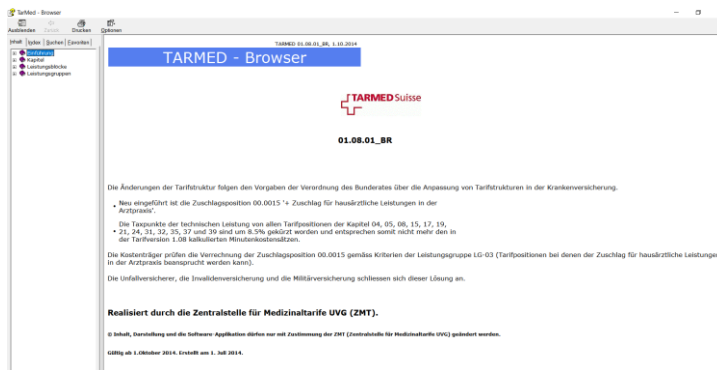 TarMed - Browser
Ausblenden Zurück Drucken Optionen
Inhalt Index Suchen Favoriten
Einführung
Kapitel
Leistungsblöcke
Leistungsgruppen
TARMED 01.08.01_BR, 1.10.2014
TARMED - Browser
TARMED Suisse
01.08.01_BR
Die Änderungen der Tarifstruktur folgen den Vorgaben der Verordnung des Bundesrates über die Anpassung von Tarifstrukturen in der Krankenversicherung.
• Neu eingeführt ist die Zuschlagsposition 00.0015 '+ Zuschlag für hausärztliche Leistungen in der
Arztpraxis'.
Die Taxpunkte der technischen Leistung von allen Tarifpositionen der Kapitel 04, 05, 08, 15, 17, 19,
• 21, 24, 31, 32, 35, 37 und 39 sind um 8.5% gekürzt worden und entsprechen somit nicht mehr den in
der Tarifversion 1.08 kalkulierten Minutenkostensätzen.
Die Kostenträger prüfen die Verrechnung der Zuschlagsposition 00.0015 gemäss Kriterien der Leistungsgruppe LG-03 (Tarifpositionen bei denen der Zuschlag für hausärztliche Leistungen
in der Arztpraxis beansprucht werden kann).
Die Unfallversicherer, die Invalidenversicherung und die Militärversicherung schliessen sich dieser Lösung an.
Realisiert durch die Zentralstelle für Medizinaltarife UVG (ZMT).
© Inhalt, Darstellung und die Software-Applikation dürfen nur mit Zustimmung der ZMT (Zentralstelle für Medizinaltarife UVG) geändert werden.
Gültig ab 1.Oktober 2014. Erstellt am 1. Juli 2014.